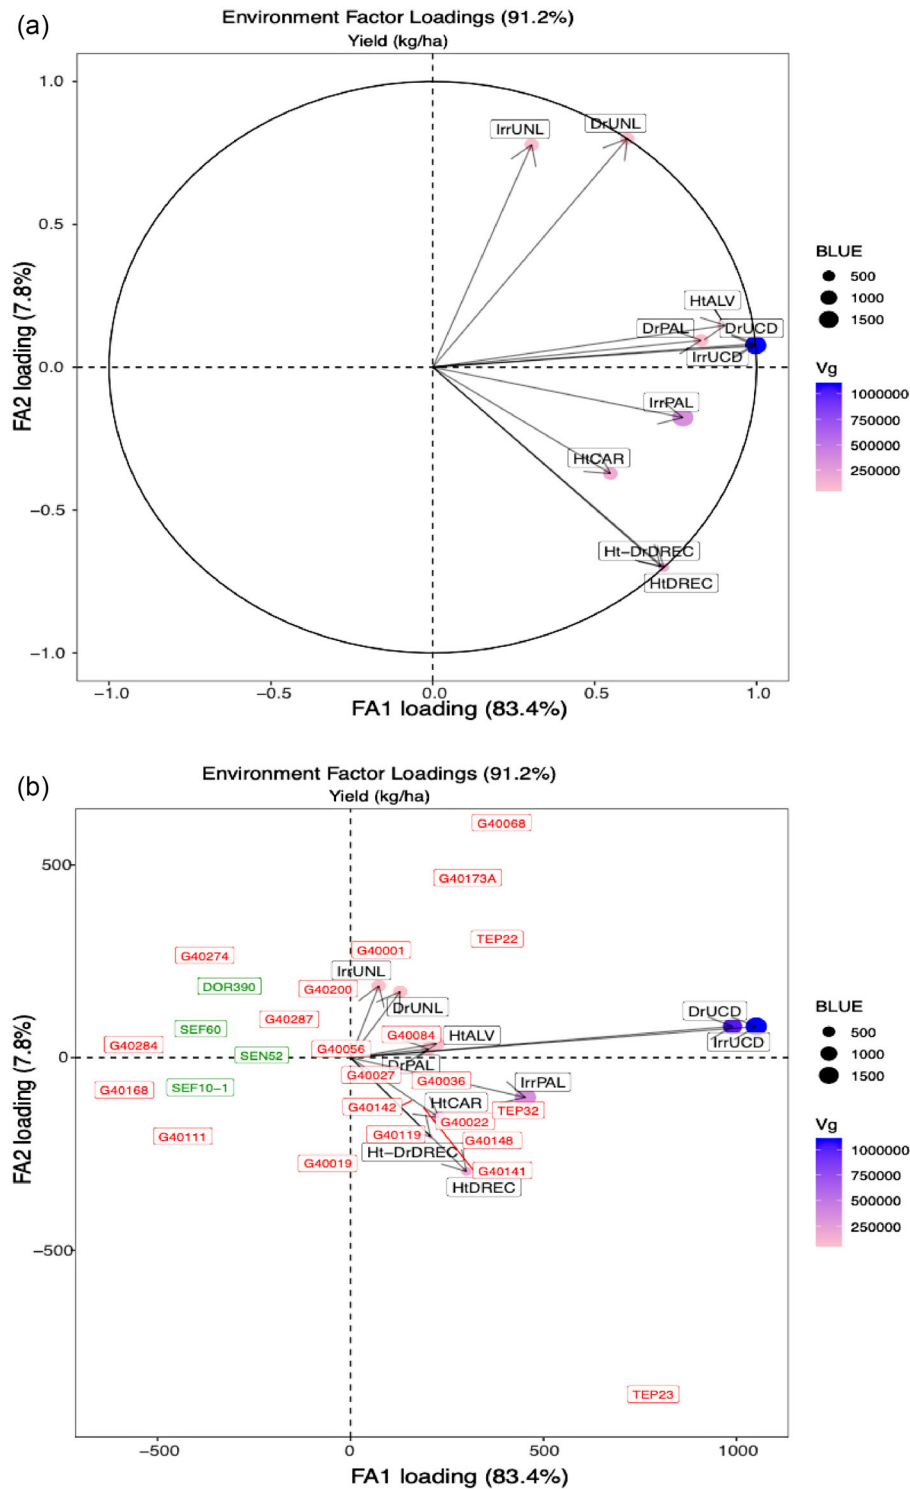 (a)
Environment Factor Loadings (91.2%)
Yield (kg/ha)
1.0
0.5
0.0
−0.5
−1.0
FA2 loading (7.8%)
IrrUNL
DrUNL
HtALV
DrPAL
DrUCD
IrrUCD
IrrPAL
HtCAR
Ht−DrDREC
HtDREC
−1.0
−0.5
0.0
0.5
1.0
FA1 loading (83.4%)
BLUE
500
1000
1500
Vg
1000000
750000
500000
250000
(b)
Environment Factor Loadings (91.2%)
Yield (kg/ha)
500
0
−500
FA2 loading (7.8%)
G40068
G40173A
TEP22
G40001
G40274
IrrUNL
DOR390
G40200
DrUNL
G40287
SEF60
G40284
G40084
HtALV
DrUCD
IrrUCD
G40056
SEN52
DrPAL
G40027
G40036
IrrPAL
G40168
SEF10−1
G40142
HtCAR
TEP32
G40022
G40111
G40119
G40148
Ht−DrDREC
G40019
G40141
HtDREC
TEP23
−500
0
500
1000
FA1 loading (83.4%)
BLUE
500
1000
1500
Vg
1000000
750000
500000
250000